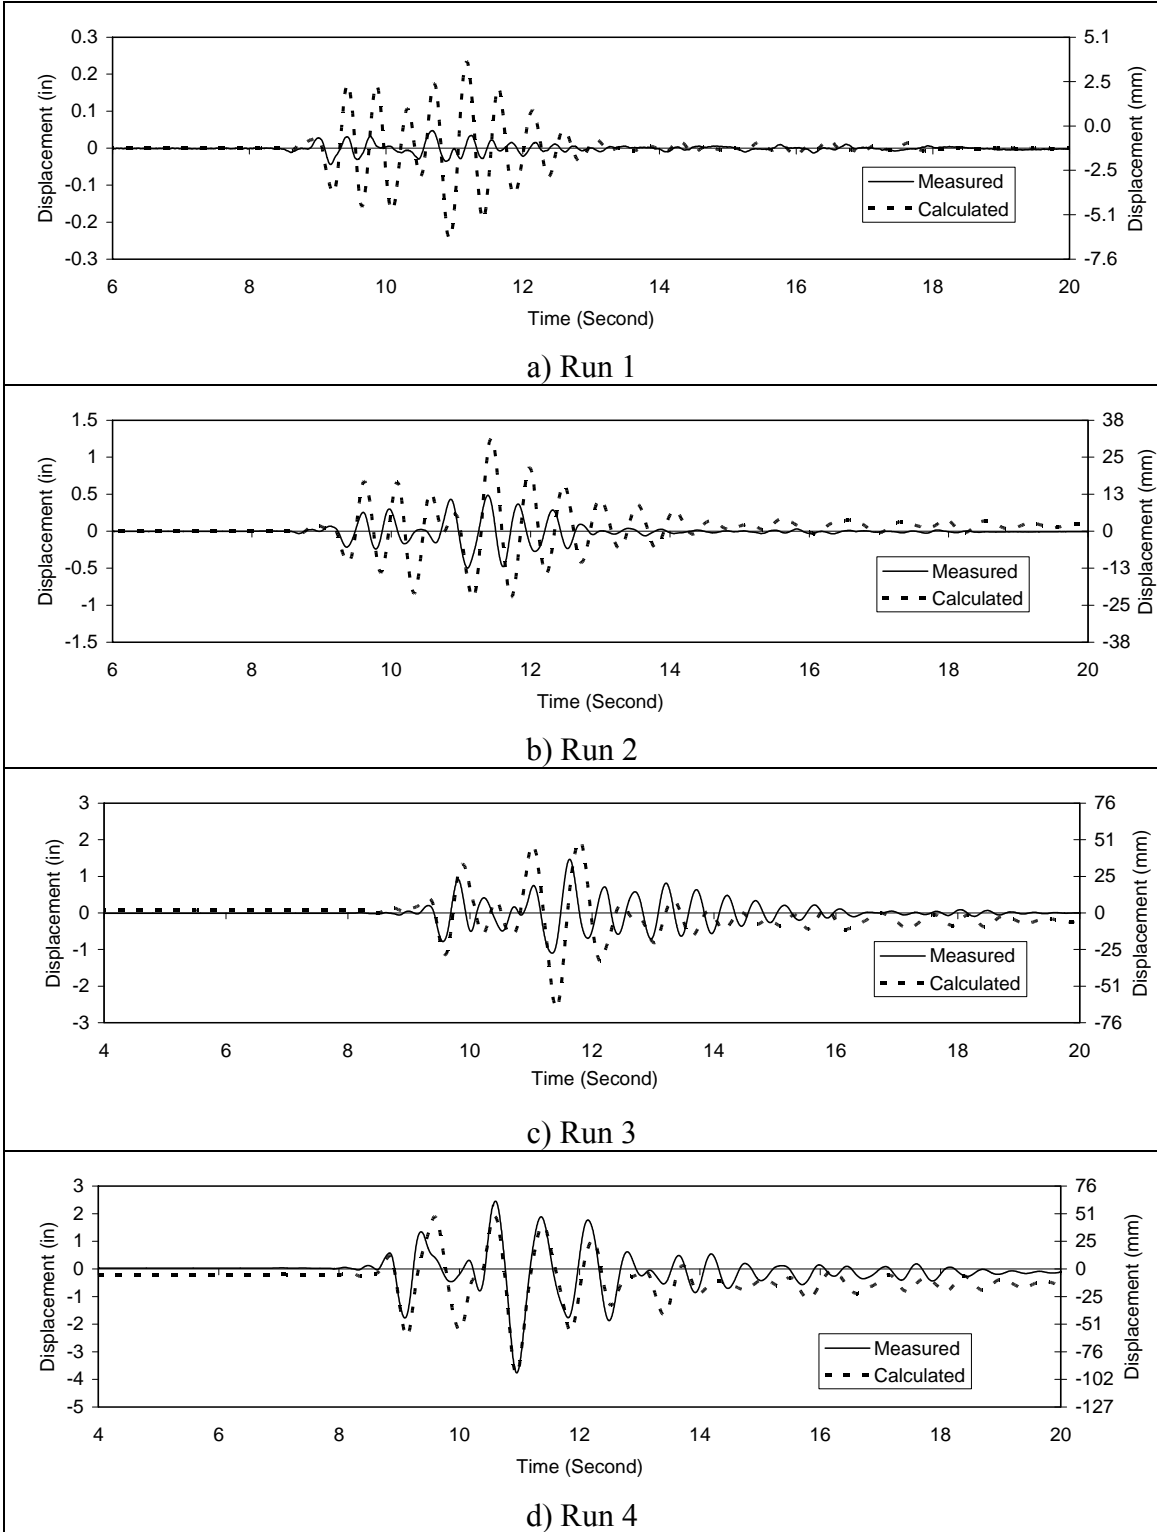 Displacement (in)
0.3
0.2
0.1
0
-0.1
-0.2
-0.3
5.1
2.5
0.0
-2.5
-5.1
-7.6
Displacement (mm)
Measured
Calculated
6 8 10 12 14 16 18 20
Time (Second)
a) Run 1
Displacement (in)
1.5
1
0.5
0
-0.5
-1
-1.5
38
25
13
0
-13
-25
-38
Displacement (mm)
Measured
Calculated
6 8 10 12 14 16 18 20
Time (Second)
b) Run 2
Displacement (in)
3
2
1
0
-1
-2
-3
76
51
25
0
-25
-51
-76
Displacement (mm)
Measured
Calculated
4 6 8 10 12 14 16 18 20
Time (Second)
c) Run 3
Displacement (in)
3
2
1
0
-1
-2
-3
-4
-5
76
51
25
0
-25
-51
-76
-102
-127
Displacement (mm)
Measured
Calculated
4 6 8 10 12 14 16 18 20
Time (Second)
d) Run 4